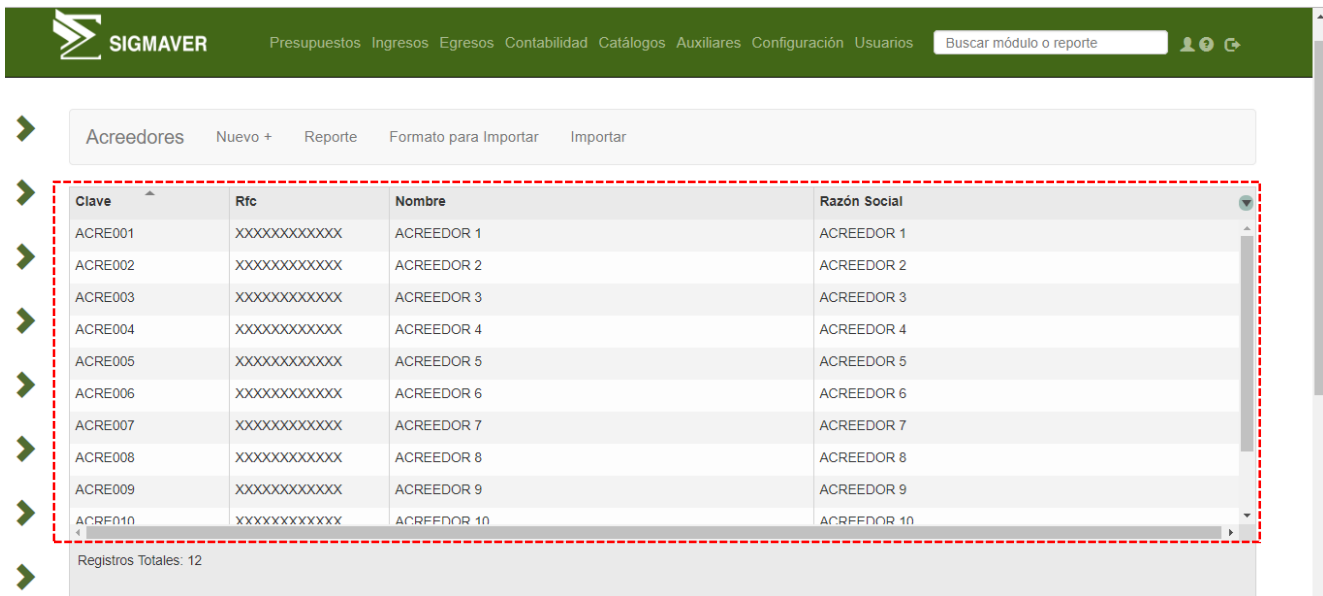 SIGMAVER
Presupuestos Ingresos Egresos Contabilidad Catálogos Auxiliares Configuración Usuarios Buscar módulo o reporte
Acreedores Nuevo + Reporte Formato para Importar Importar
Clave Rfc Nombre Razón Social
ACRE001 XXXXXXXXXXXX ACREEDOR 1 ACREEDOR 1
ACRE002 XXXXXXXXXXXX ACREEDOR 2 ACREEDOR 2
ACRE003 XXXXXXXXXXXX ACREEDOR 3 ACREEDOR 3
ACRE004 XXXXXXXXXXXX ACREEDOR 4 ACREEDOR 4
ACRE005 XXXXXXXXXXXX ACREEDOR 5 ACREEDOR 5
ACRE006 XXXXXXXXXXXX ACREEDOR 6 ACREEDOR 6
ACRE007 XXXXXXXXXXXX ACREEDOR 7 ACREEDOR 7
ACRE008 XXXXXXXXXXXX ACREEDOR 8 ACREEDOR 8
ACRE009 XXXXXXXXXXXX ACREEDOR 9 ACREEDOR 9
ACRE010 XXXXXXXXXXXX ACREEDOR 10 ACREEDOR 10
Registros Totales: 12